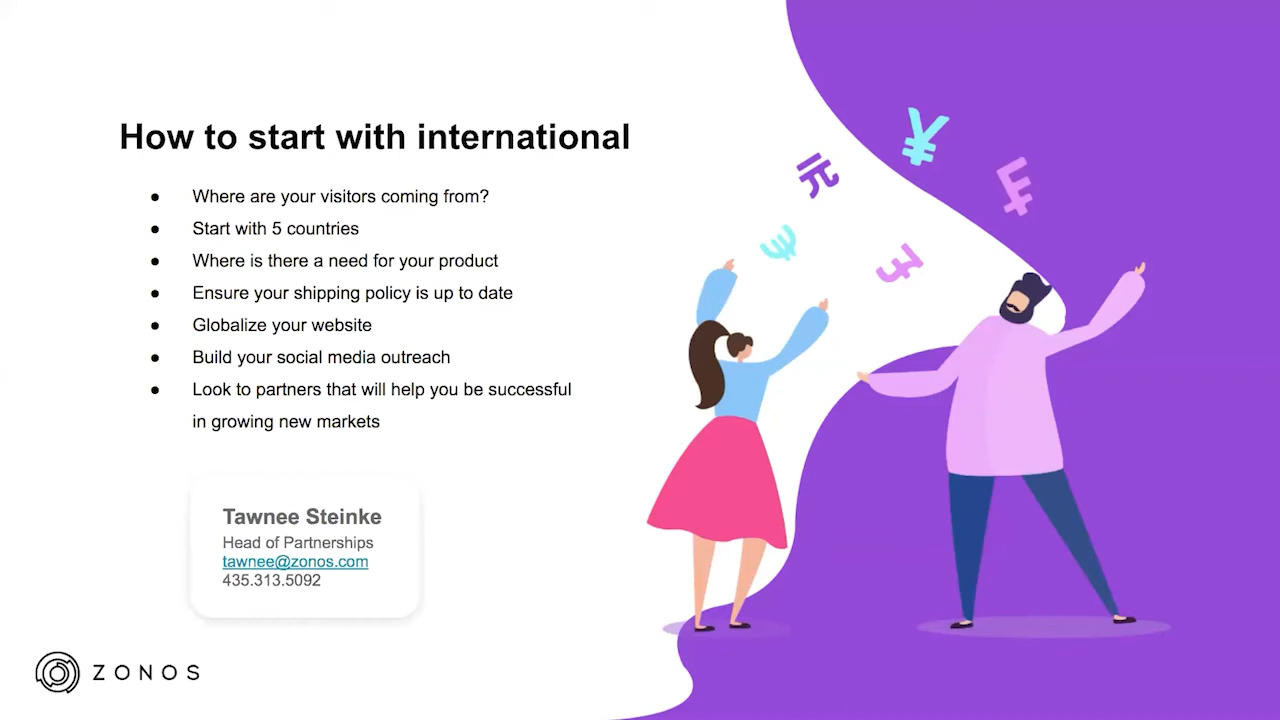 How to start with international
● Where are your visitors coming from?
● Start with 5 countries
● Where is there a need for your product
● Ensure your shipping policy is up to date
● Globalize your website
● Build your social media outreach
● Look to partners that will help you be successful
in growing new markets
Tawnee Steinke
Head of Partnerships
tawnee@zonos.com
435.313.5092
ZONOS
元
¥